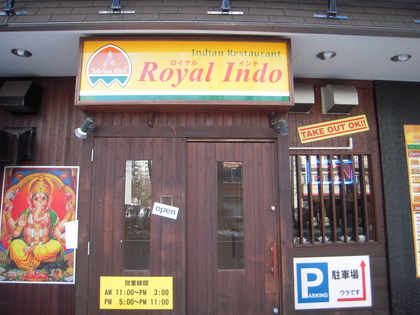 Indian Restaurant
ロイヤル インド
Royal Indo
TAKE OUT OK!!
OPEN
open
営業時間
AM 11:00~PM 3:00
PM 5:00~PM 11:00
P
PARKING
駐車場
ウラです